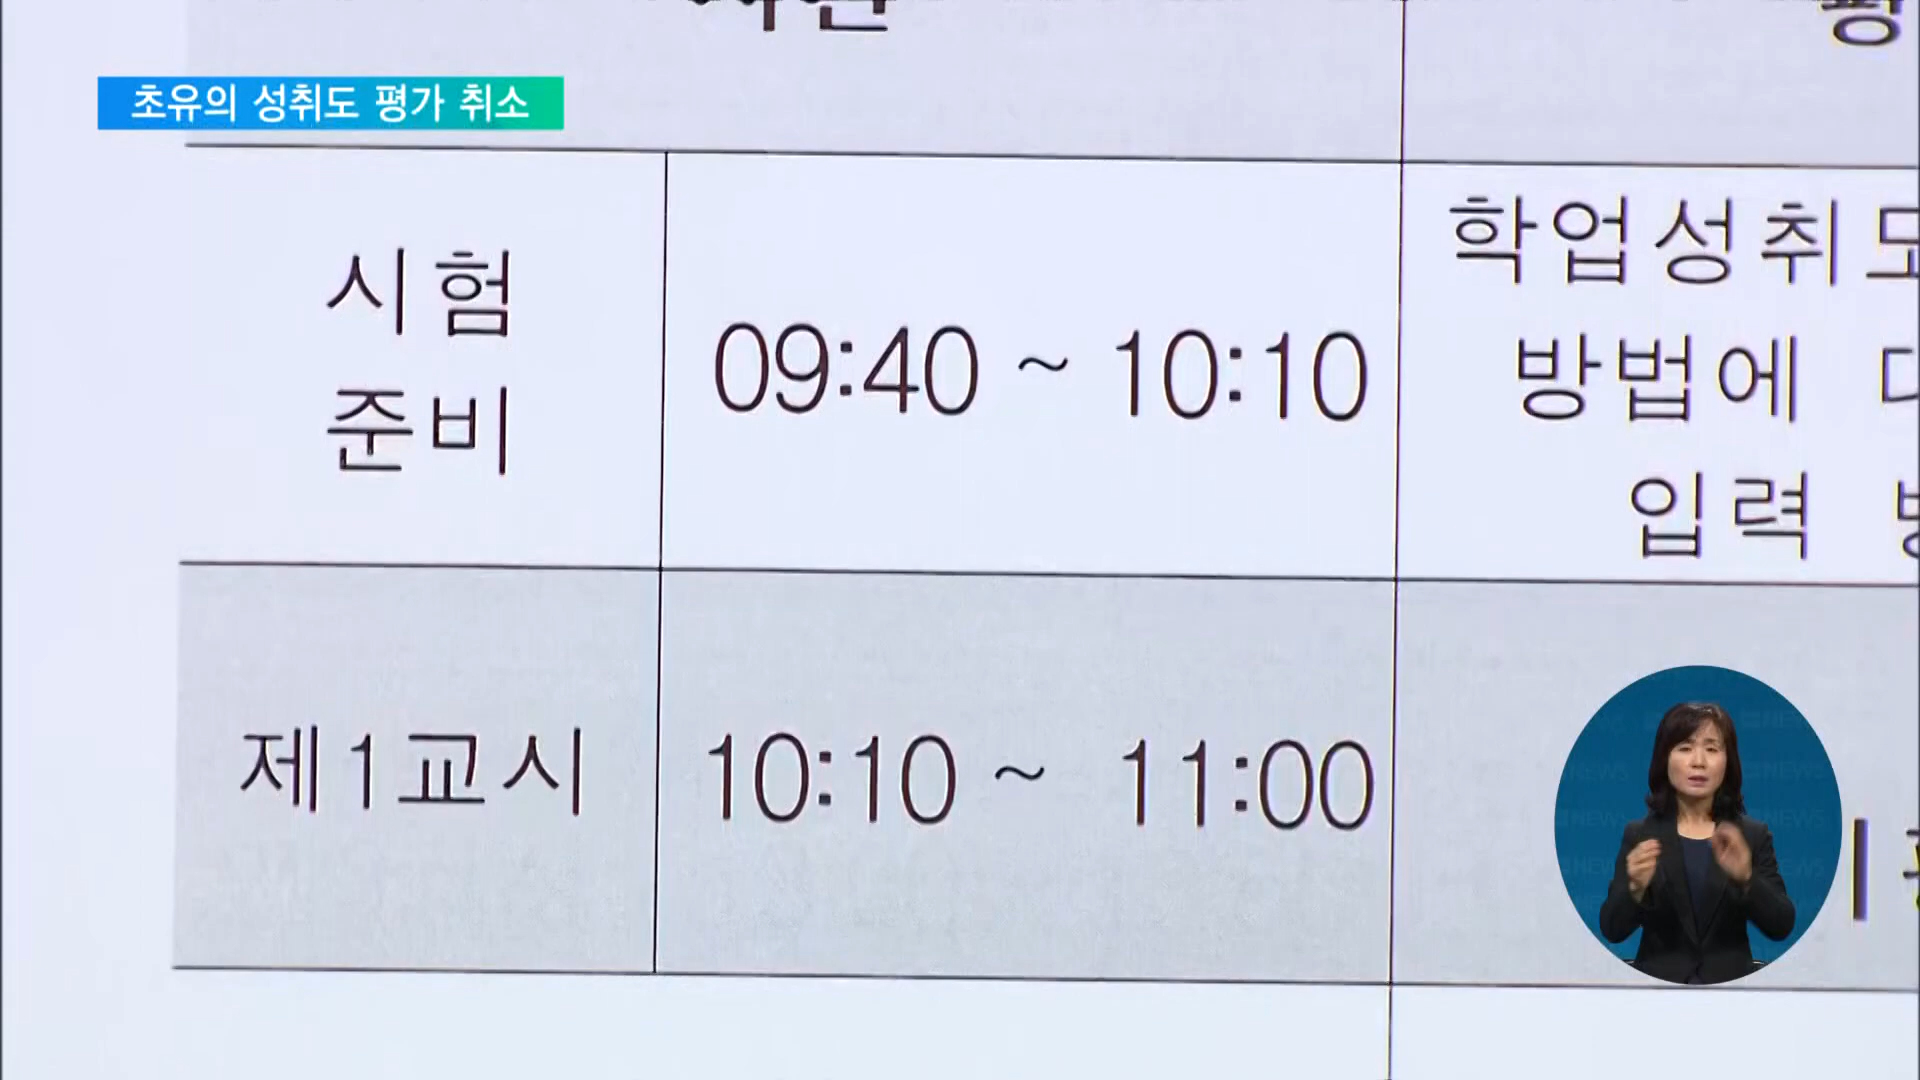 초유의 성취도 평가 취소
시험
준비
09:40 ~ 10:10
학업성취
방법에
입력
제1교시
10:10 ~ 11:00
NEWS